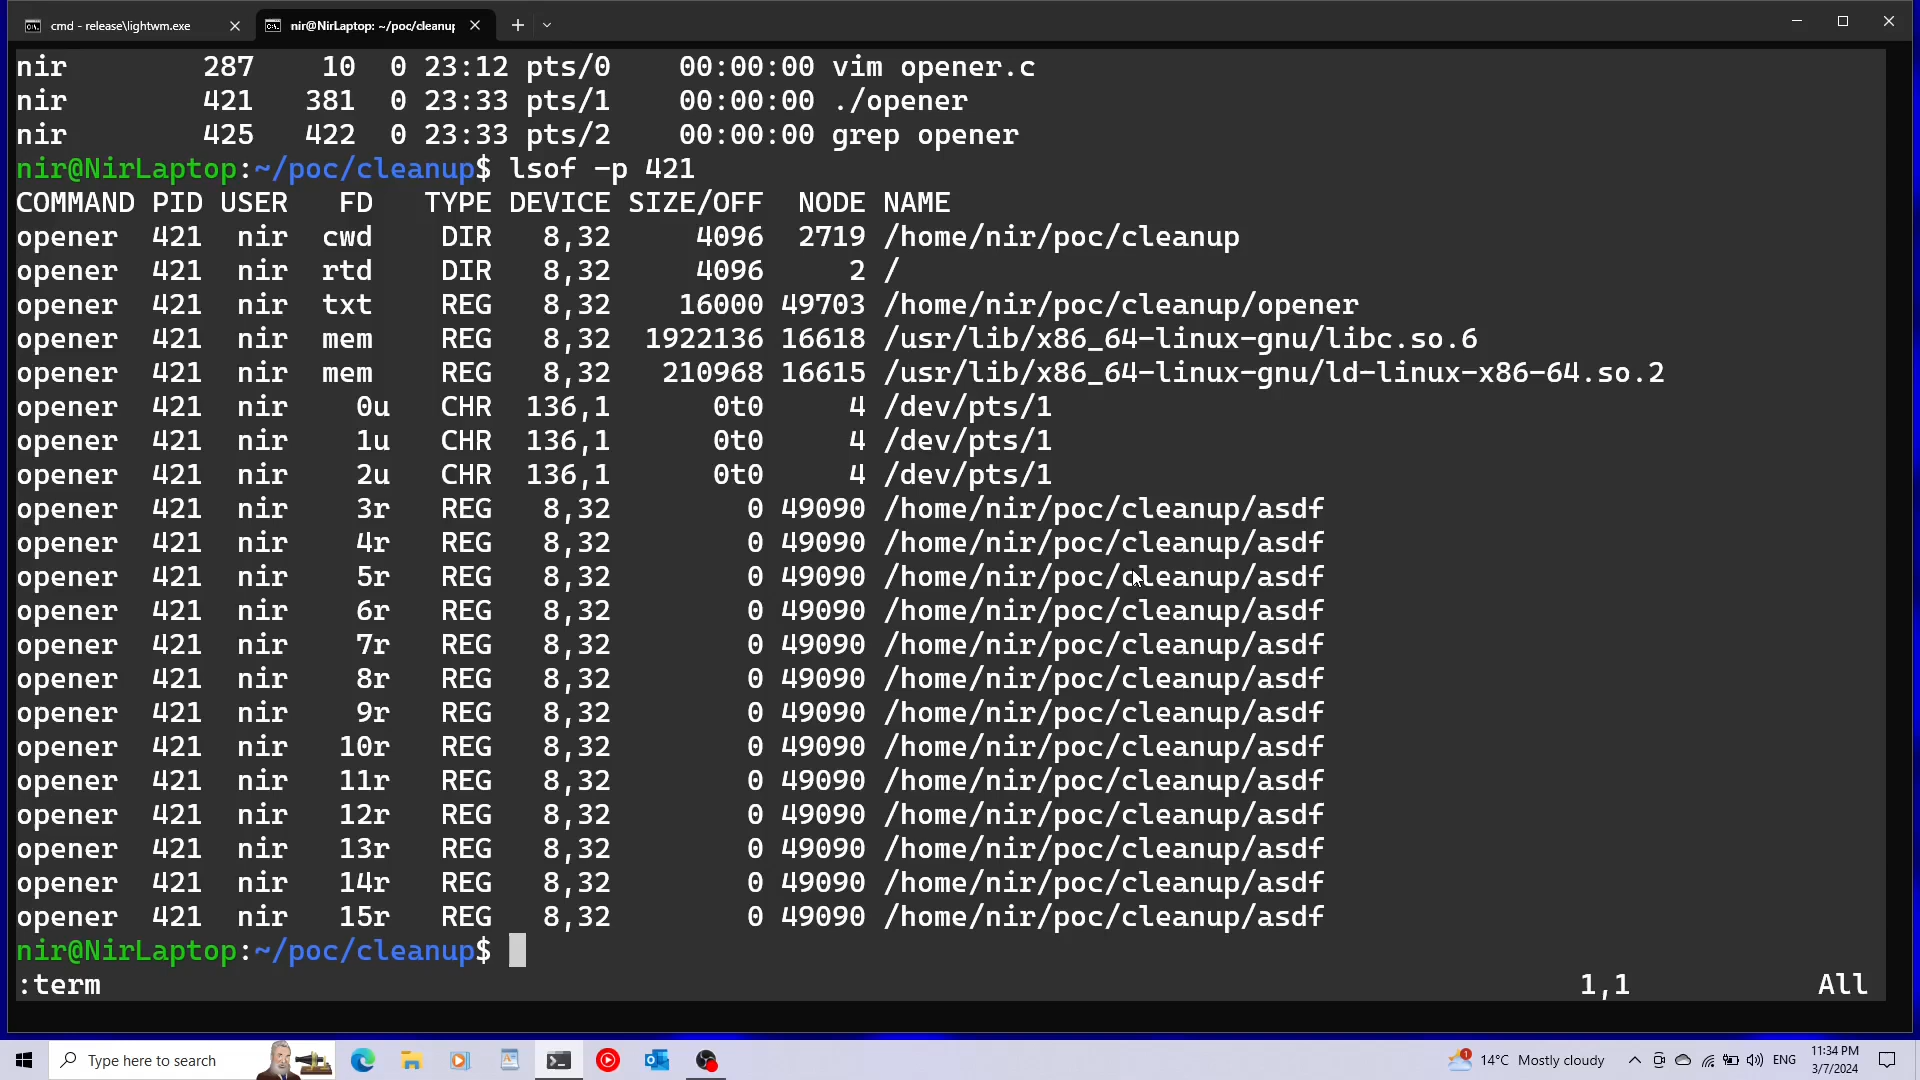 cmd - release\lightwm.exe
nir@NirLaptop: ~/poc/cleanup
nir        287    10  0 23:12 pts/0    00:00:00 vim opener.c
nir        421   381  0 23:33 pts/1    00:00:00 ./opener
nir        425   422  0 23:33 pts/2    00:00:00 grep opener
nir@NirLaptop:~/poc/cleanup$ lsof -p 421
COMMAND PID USER   FD   TYPE DEVICE SIZE/OFF  NODE NAME
opener  421  nir  cwd    DIR   8,32     4096  2719 /home/nir/poc/cleanup
opener  421  nir  rtd    DIR   8,32     4096     2 /
opener  421  nir  txt    REG   8,32    16000 49703 /home/nir/poc/cleanup/opener
opener  421  nir  mem    REG   8,32  1922136 16618 /usr/lib/x86_64-linux-gnu/libc.so.6
opener  421  nir  mem    REG   8,32   210968 16615 /usr/lib/x86_64-linux-gnu/ld-linux-x86-64.so.2
opener  421  nir    0u   CHR  136,1      0t0     4 /dev/pts/1
opener  421  nir    1u   CHR  136,1      0t0     4 /dev/pts/1
opener  421  nir    2u   CHR  136,1      0t0     4 /dev/pts/1
opener  421  nir    3r   REG   8,32        0 49090 /home/nir/poc/cleanup/asdf
opener  421  nir    4r   REG   8,32        0 49090 /home/nir/poc/cleanup/asdf
opener  421  nir    5r   REG   8,32        0 49090 /home/nir/poc/cleanup/asdf
opener  421  nir    6r   REG   8,32        0 49090 /home/nir/poc/cleanup/asdf
opener  421  nir    7r   REG   8,32        0 49090 /home/nir/poc/cleanup/asdf
opener  421  nir    8r   REG   8,32        0 49090 /home/nir/poc/cleanup/asdf
opener  421  nir    9r   REG   8,32        0 49090 /home/nir/poc/cleanup/asdf
opener  421  nir   10r   REG   8,32        0 49090 /home/nir/poc/cleanup/asdf
opener  421  nir   11r   REG   8,32        0 49090 /home/nir/poc/cleanup/asdf
opener  421  nir   12r   REG   8,32        0 49090 /home/nir/poc/cleanup/asdf
opener  421  nir   13r   REG   8,32        0 49090 /home/nir/poc/cleanup/asdf
opener  421  nir   14r   REG   8,32        0 49090 /home/nir/poc/cleanup/asdf
opener  421  nir   15r   REG   8,32        0 49090 /home/nir/poc/cleanup/asdf
nir@NirLaptop:~/poc/cleanup$
:term 1,1 All
Type here to search
1
14°C Mostly cloudy
ENG
11:34 PM
3/7/2024